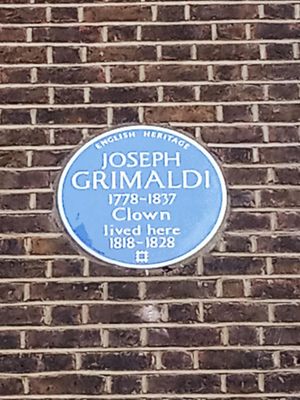 ENGLISH HERITAGE
JOSEPH
GRIMALDI
1778-1837
Clown
lived here
1818-1828